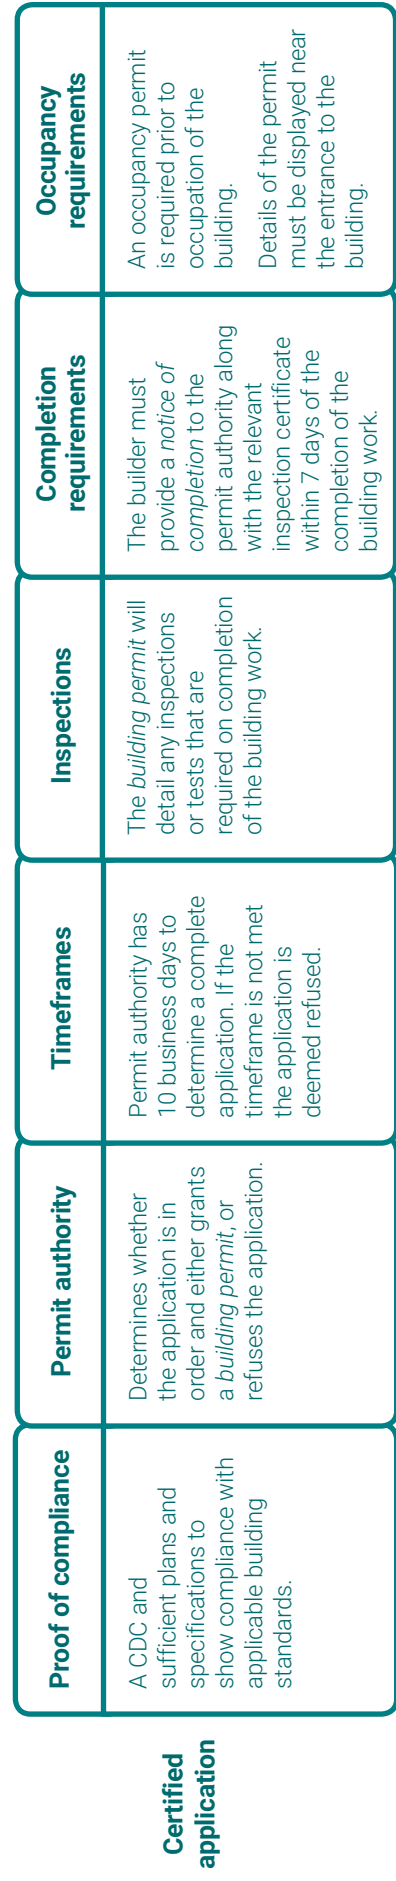 Certified
application
Proof of compliance
A CDC and
sufficient plans and
specifications to
show compliance with
applicable building
standards.
Permit authority
Determines whether
the application is in
order and either grants
a building permit, or
refuses the application.
Timeframes
Permit authority has
10 business days to
determine a complete
application. If the
timeframe is not met
the application is
deemed refused.
Inspections
The building permit will
detail any inspections
or tests that are
required on completion
of the building work.
Completion
requirements
The builder must
provide a notice of
completion to the
permit authority along
with the relevant
inspection certificate
within 7 days of the
completion of the
building work.
Occupancy
requirements
An occupancy permit
is required prior to
occupation of the
building.
Details of the permit
must be displayed near
the entrance to the
building.